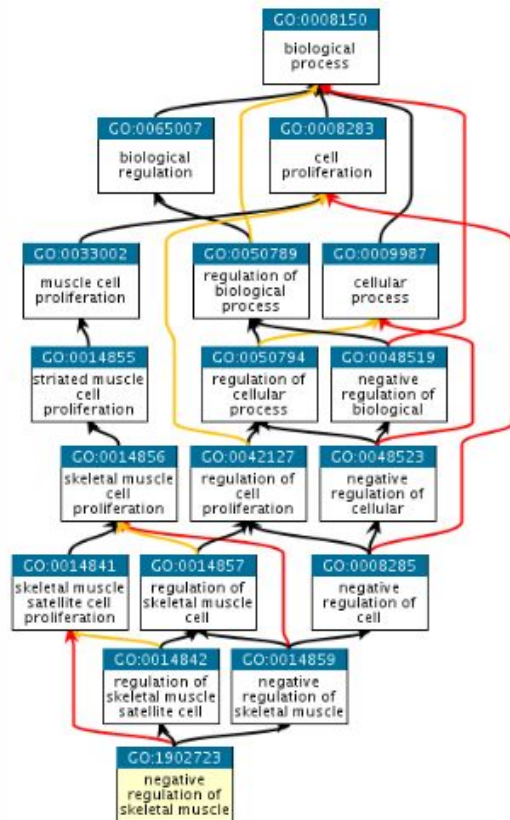 GO:0008150
biological
process
GO:0065007
biological
regulation
GO:0008283
cell
proliferation
GO:0033002
muscle cell
proliferation
GO:0050789
regulation of
biological
process
GO:0009987
cellular
process
GO:0014855
striated muscle
cell
proliferation
GO:0050794
regulation of
cellular
process
GO:0048519
negative
regulation of
biological
GO:0014856
skeletal muscle
cell
proliferation
GO:0042127
regulation of
cell
proliferation
GO:0048523
negative
regulation of
cellular
GO:0014841
skeletal muscle
satellite cell
proliferation
GO:0014857
regulation of
skeletal muscle
cell
GO:0008285
negative
regulation of
cell
GO:0014842
regulation of
skeletal muscle
satellite cell
GO:0014859
negative
regulation of
skeletal muscle
GO:1902723
negative
regulation of
skeletal muscle